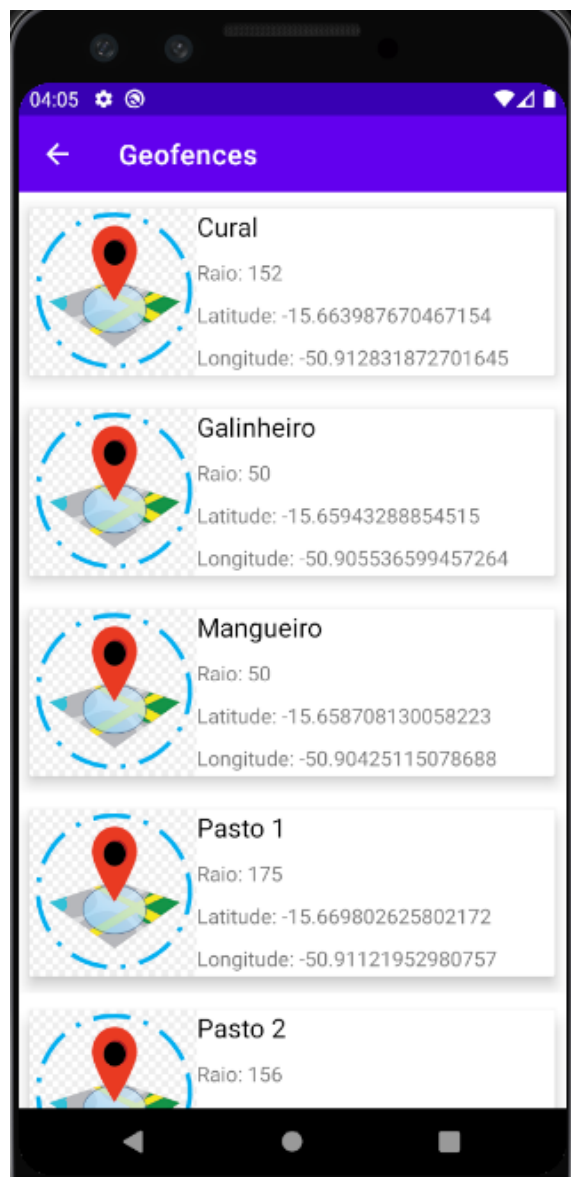 04:05
Geofences
Cural
Raio: 152
Latitude: -15.663987670467154
Longitude: -50.912831872701645
Galinheiro
Raio: 50
Latitude: -15.65943288854515
Longitude: -50.905536599457264
Mangueiro
Raio: 50
Latitude: -15.658708130058223
Longitude: -50.90425115078688
Pasto 1
Raio: 175
Latitude: -15.669802625802172
Longitude: -50.91121952980757
Pasto 2
Raio: 156